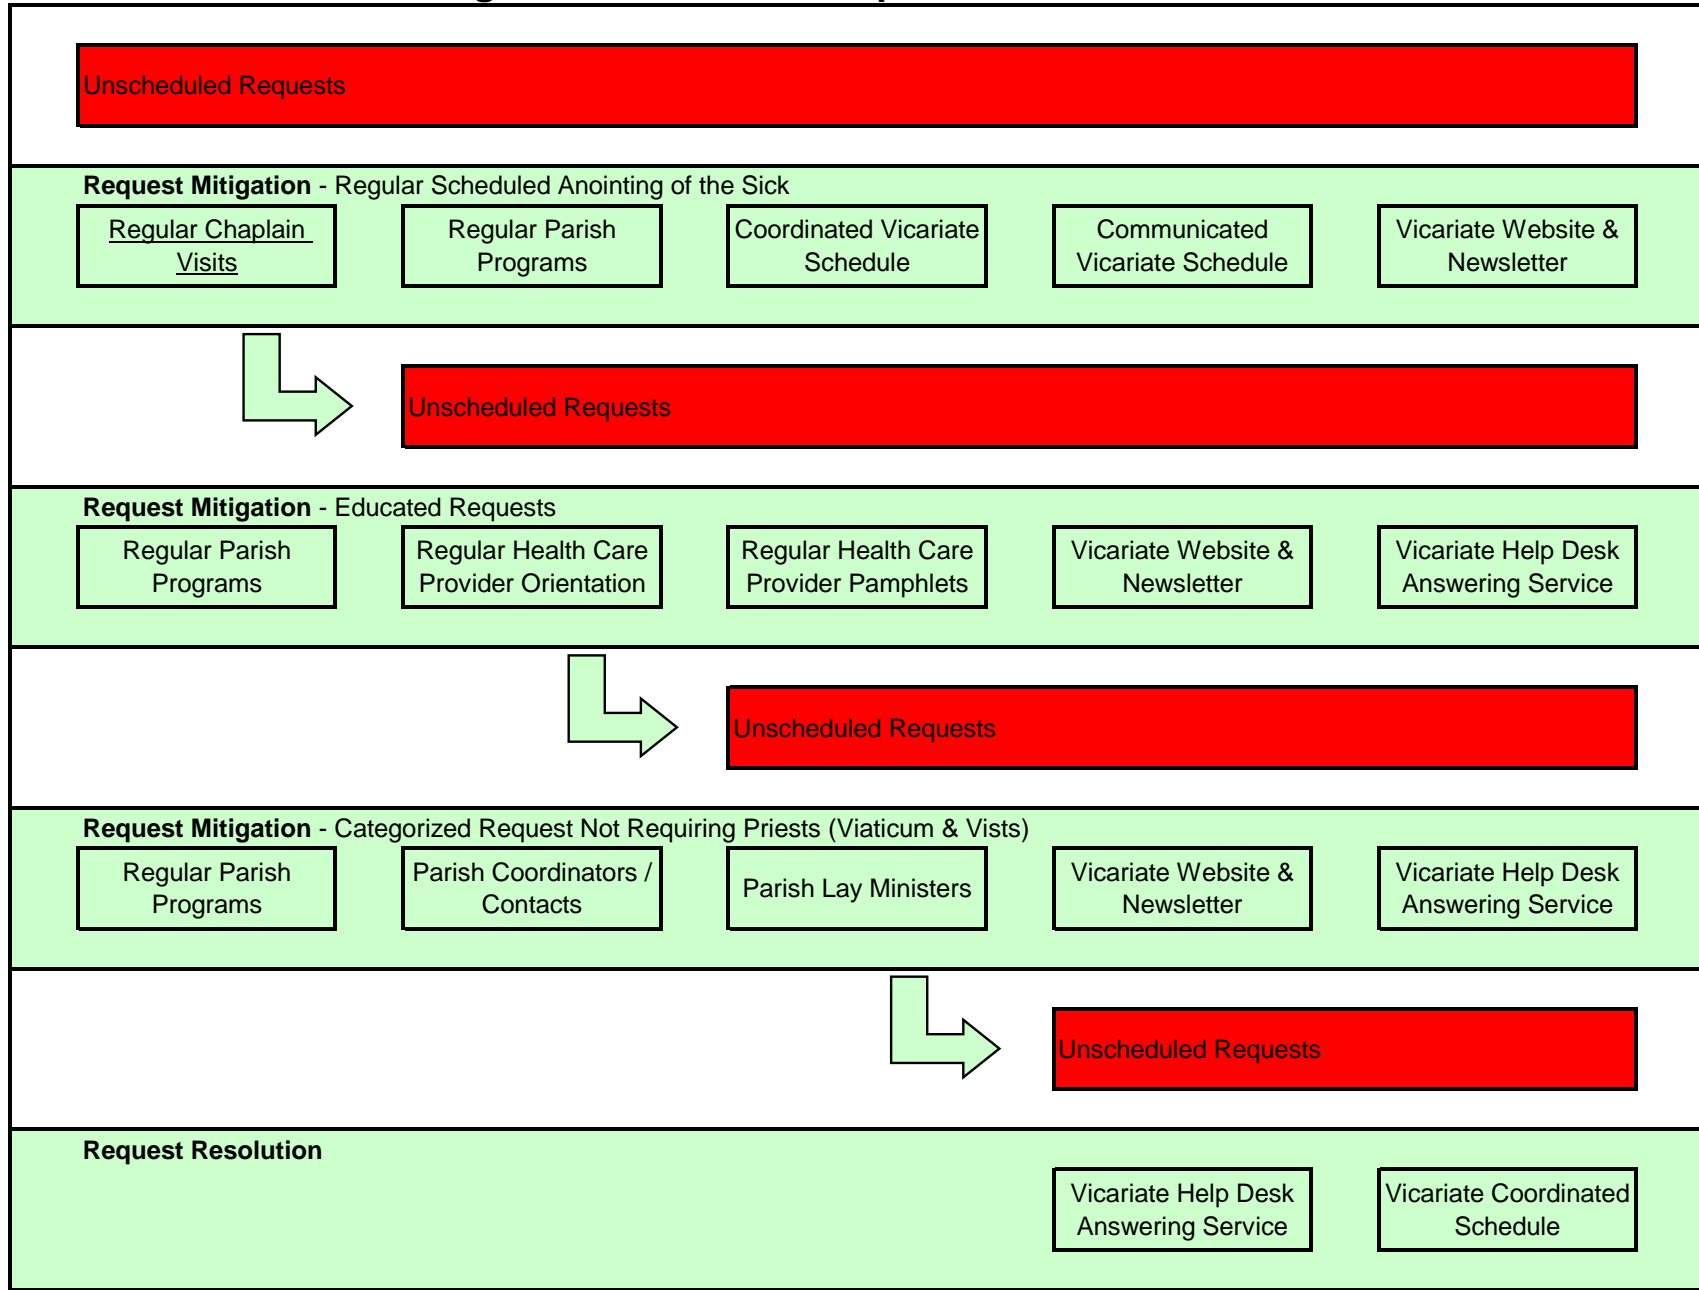 Unscheduled Requests
Request Mitigation - Regular Scheduled Anointing of the Sick
Regular Chaplain
Visits
Regular Parish
Programs
Coordinated Vicariate
Schedule
Communicated
Vicariate Schedule
Vicariate Website &
Newsletter
Unscheduled Requests
Request Mitigation - Educated Requests
Regular Parish
Programs
Regular Health Care
Provider Orientation
Regular Health Care
Provider Pamphlets
Vicariate Website &
Newsletter
Vicariate Help Desk
Answering Service
Unscheduled Requests
Request Mitigation - Categorized Request Not Requiring Priests (Viaticum & Vists)
Regular Parish
Programs
Parish Coordinators /
Contacts
Parish Lay Ministers
Vicariate Website &
Newsletter
Vicariate Help Desk
Answering Service
Unscheduled Requests
Request Resolution
Vicariate Help Desk
Answering Service
Vicariate Coordinated
Schedule